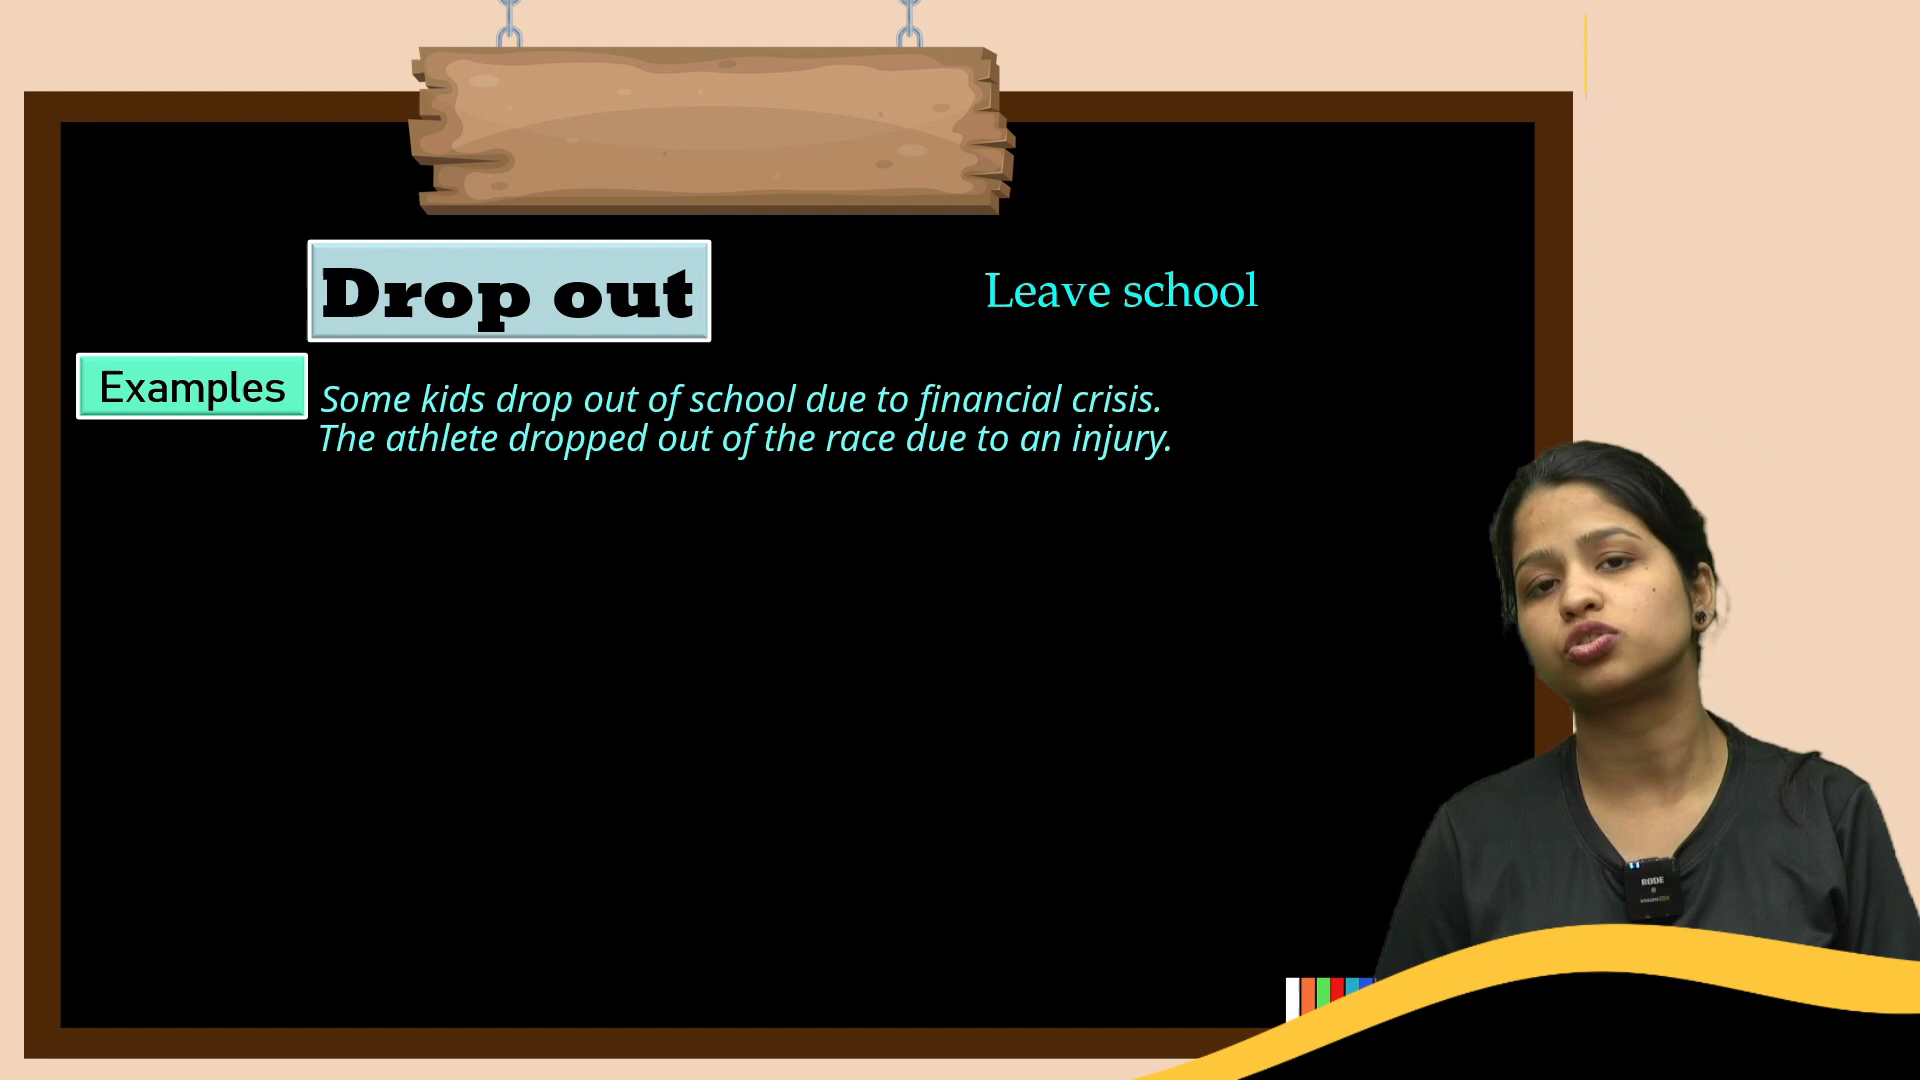 Drop out
Leave school
Examples
Some kids drop out of school due to financial crisis.
The athlete dropped out of the race due to an injury.
RODE